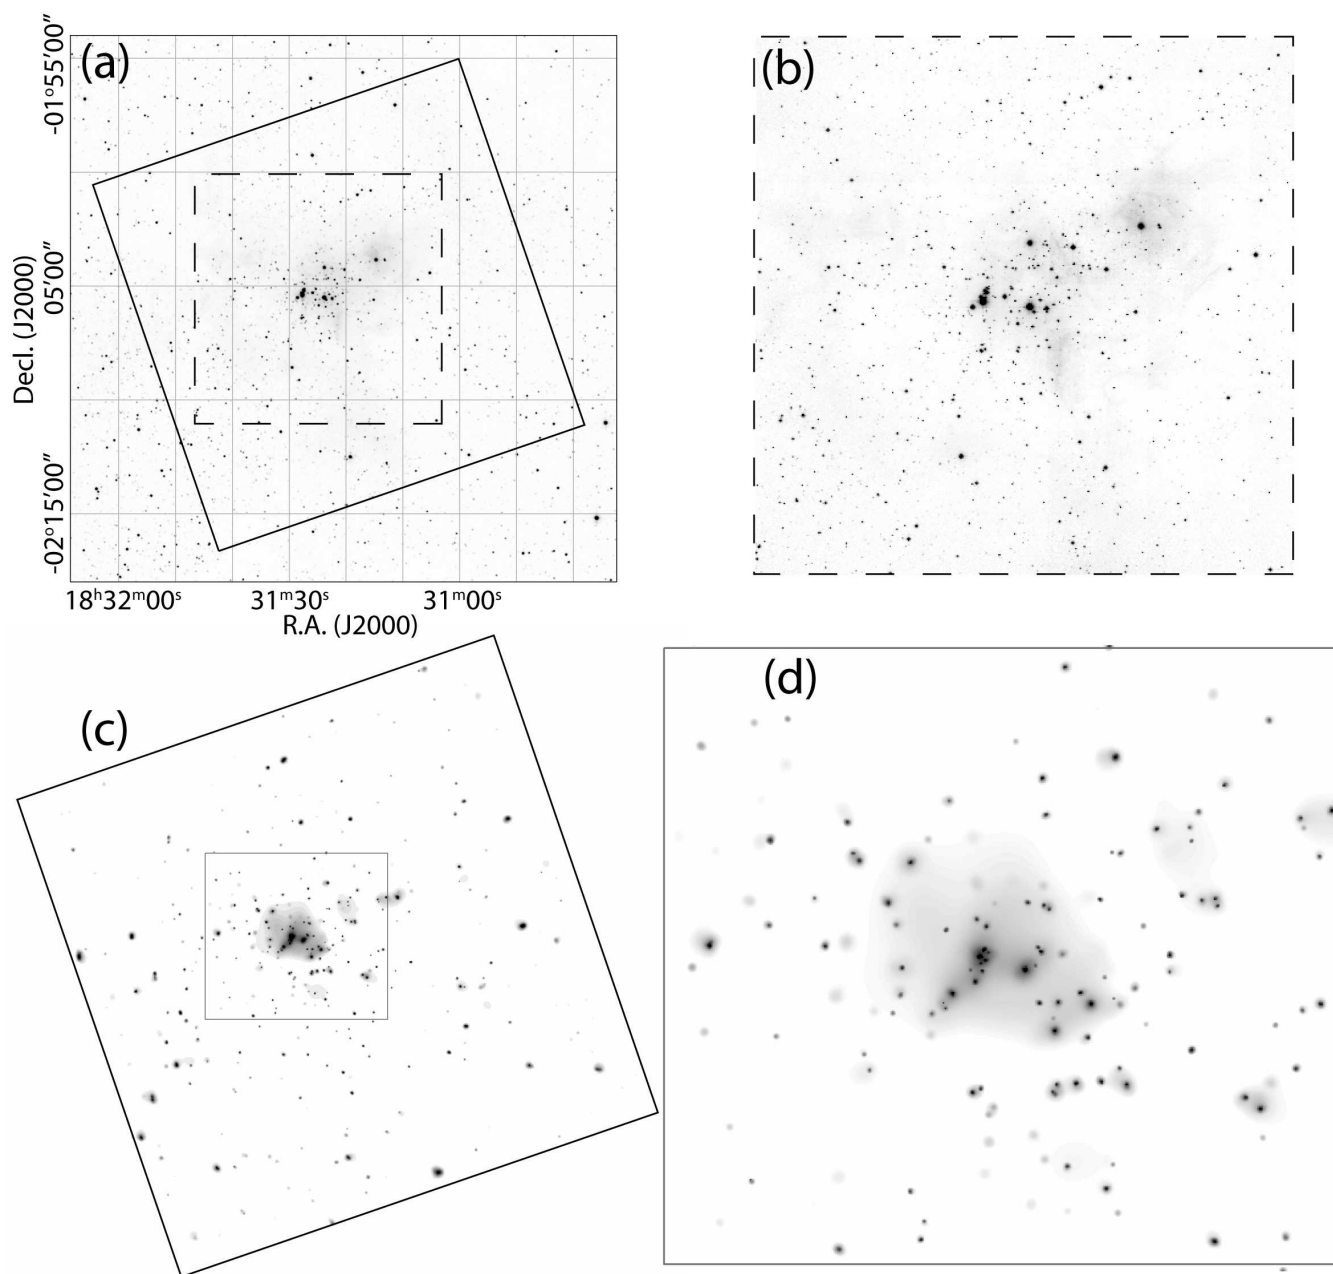 (a)
(b)
-01°55’00”
05’00”
-02°15’00”
Decl. (J2000)
18ʰ32ᵐ00ˢ 31ᵐ30ˢ 31ᵐ00ˢ
R.A. (J2000)
(c)
(d)